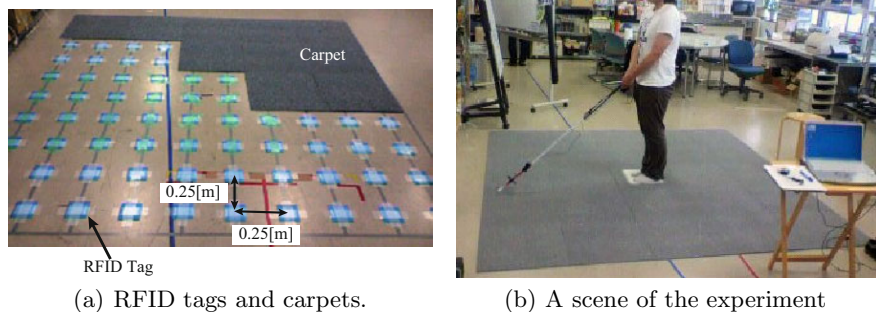 Carpet
0.25[m]
0.25[m]
RFID Tag
(a) RFID tags and carpets.
(b) A scene of the experiment